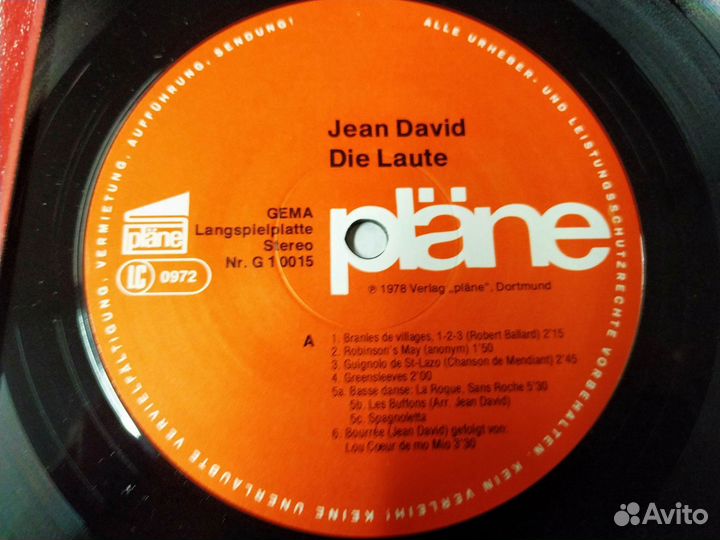 ALLE URHEBER- UND LEISTUNGSSCHUTZRECHTE VORBEHALTEN. KEIN VERLEIH! KEINE UNERLAUBTE VERVIELFÄLTIGUNG, VERMIETUNG, AUFFÜHRUNG, SENDUNG!
Jean David
Die Laute
pläne
GEMA
Langspielplatte
Stereo
Nr. G 1 0015
LC 0972
pläne
℗ 1978 Verlag „pläne", Dortmund
A
1. Branles de villages, 1-2-3 (Robert Ballard) 2'15
2. Robinson's May (anonym) 1'50
3. Guignolo de St-Lazo (Chanson de Mendiant) 2'45
4. Greensleeves 2'00
5a. Basse danse: La Roque, Sans Roche 5'30
5b. Les Buffons (Arr. Jean David)
5c. Spagnoletta
6. Bourrée (Jean David) gefolgt von:
Lou Cœur de mo Mio 3'30
Avito